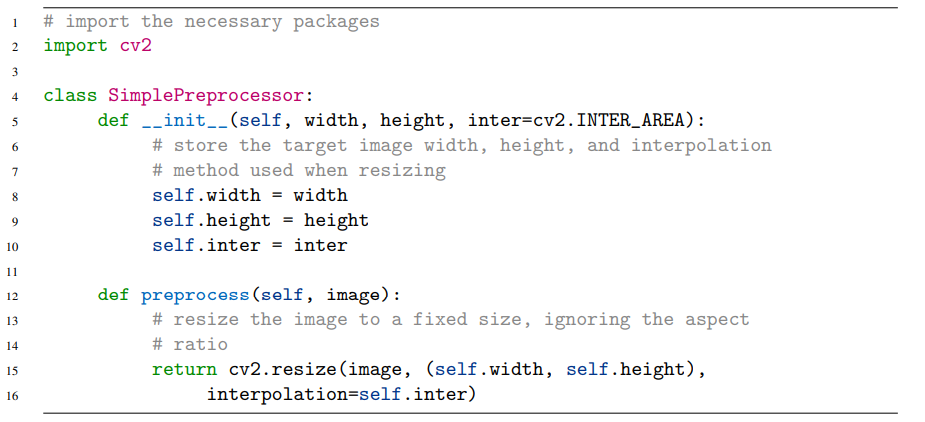 1 # import the necessary packages
2 import cv2
3
4 class SimplePreprocessor:
5     def __init__(self, width, height, inter=cv2.INTER_AREA):
6         # store the target image width, height, and interpolation
7         # method used when resizing
8         self.width = width
9         self.height = height
10         self.inter = inter
11
12     def preprocess(self, image):
13         # resize the image to a fixed size, ignoring the aspect
14         # ratio
15         return cv2.resize(image, (self.width, self.height),
16             interpolation=self.inter)